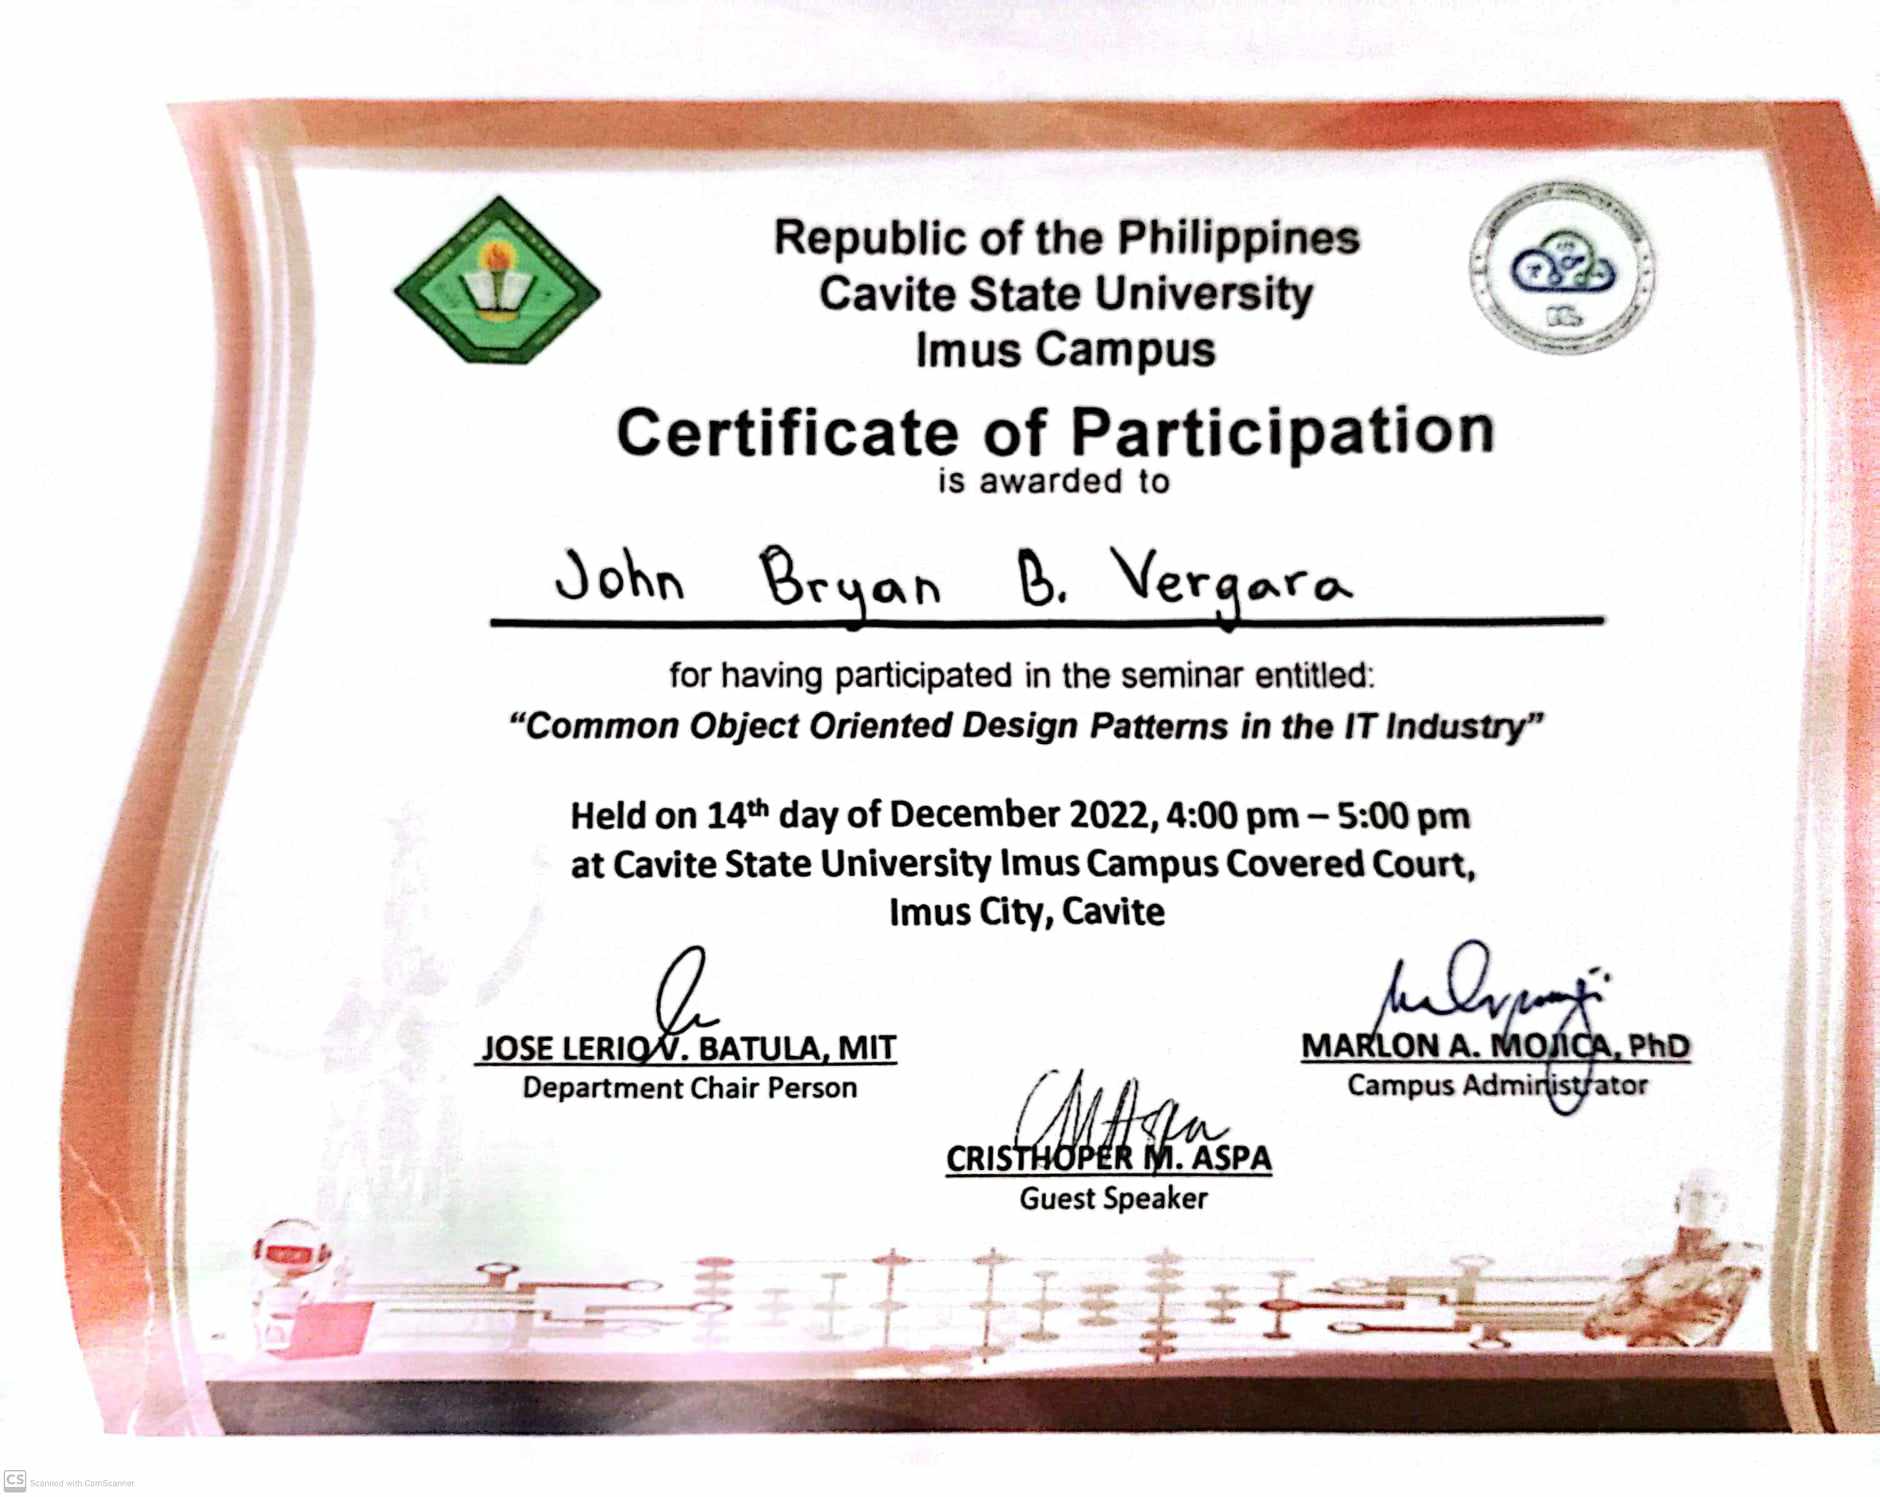 Republic of the Philippines
Cavite State University
Imus Campus
Certificate of Participation
is awarded to
John Bryan B. Vergara
for having participated in the seminar entitled:
“Common Object Oriented Design Patterns in the IT Industry”
Held on 14th day of December 2022, 4:00 pm – 5:00 pm
at Cavite State University Imus Campus Covered Court,
Imus City, Cavite
JOSE LERIO V. BATULA, MIT
Department Chair Person
MARLON A. MOJICA, PhD
Campus Administrator
CMAspa
CRISTHOPER M. ASPA
Guest Speaker
CS Scanned with CamScanner